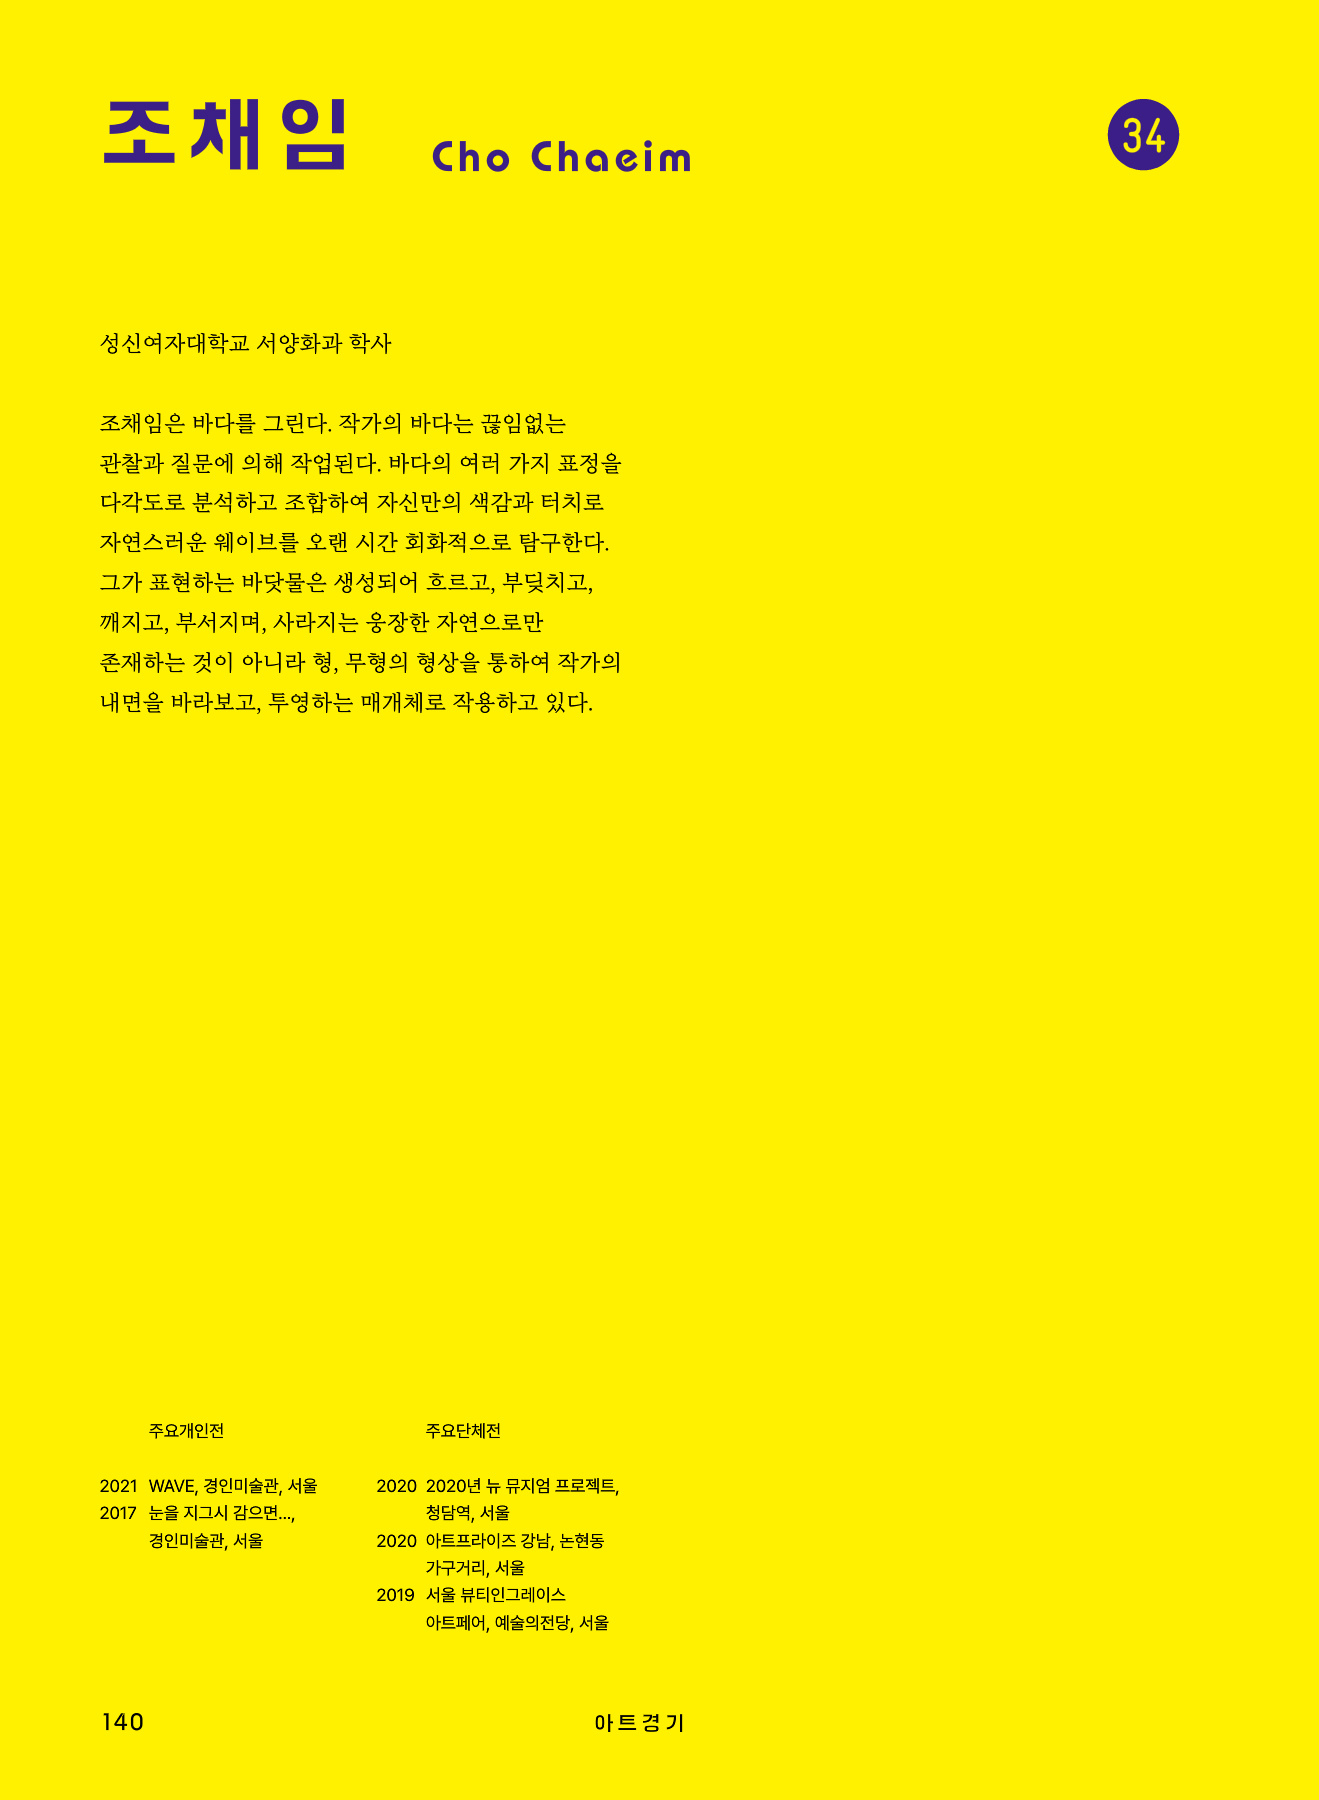 조채임 Cho Chaeim
34
성신여자대학교 서양화과 학사
조채임은 바다를 그린다. 작가의 바다는 끊임없는
관찰과 질문에 의해 작업된다. 바다의 여러 가지 표정을
다각도로 분석하고 조합하여 자신만의 색감과 터치로
자연스러운 웨이브를 오랜 시간 회화적으로 탐구한다.
그가 표현하는 바닷물은 생성되어 흐르고, 부딪치고,
깨지고, 부서지며, 사라지는 웅장한 자연으로만
존재하는 것이 아니라 형, 무형의 형상을 통하여 작가의
내면을 바라보고, 투영하는 매개체로 작용하고 있다.
주요개인전
2021 WAVE, 경인미술관, 서울
2017 눈을 지그시 감으면...,
경인미술관, 서울
주요단체전
2020 2020년 뉴 뮤지엄 프로젝트,
청담역, 서울
2020 아트프라이즈 강남, 논현동
가구거리, 서울
2019 서울 뷰티인그레이스
아트페어, 예술의전당, 서울
140
아트경기